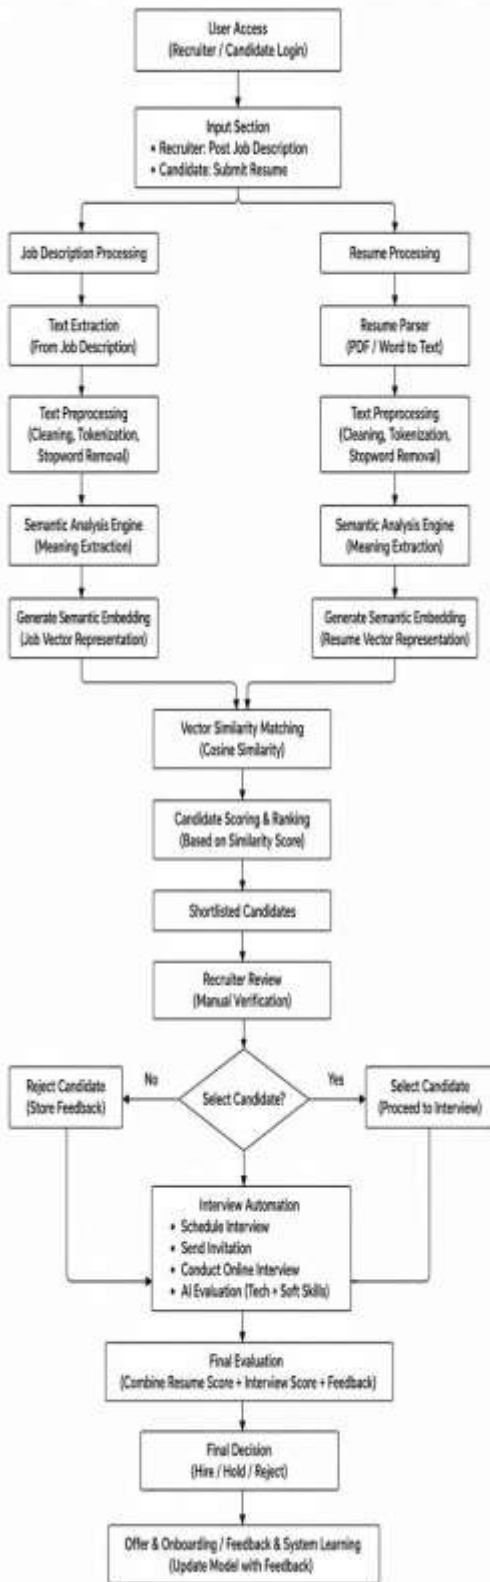 User Access
(Recruiter / Candidate Login)
Input Section
• Recruiter: Post Job Description
• Candidate: Submit Resume
Job Description Processing
Resume Processing
Text Extraction
(From Job Description)
Resume Parser
(PDF / Word to Text)
Text Preprocessing
(Cleaning, Tokenization,
Stopword Removal)
Text Preprocessing
(Cleaning, Tokenization,
Stopword Removal)
Semantic Analysis Engine
(Meaning Extraction)
Semantic Analysis Engine
(Meaning Extraction)
Generate Semantic Embedding
(Job Vector Representation)
Generate Semantic Embedding
(Resume Vector Representation)
Vector Similarity Matching
(Cosine Similarity)
Candidate Scoring & Ranking
(Based on Similarity Score)
Shortlisted Candidates
Recruiter Review
(Manual Verification)
Select Candidate?
No
Yes
Reject Candidate
(Store Feedback)
Select Candidate
(Proceed to Interview)
Interview Automation
• Schedule Interview
• Send Invitation
• Conduct Online Interview
• AI Evaluation (Tech + Soft Skills)
Final Evaluation
(Combine Resume Score + Interview Score + Feedback)
Final Decision
(Hire / Hold / Reject)
Offer & Onboarding / Feedback & System Learning
(Update Model with Feedback)